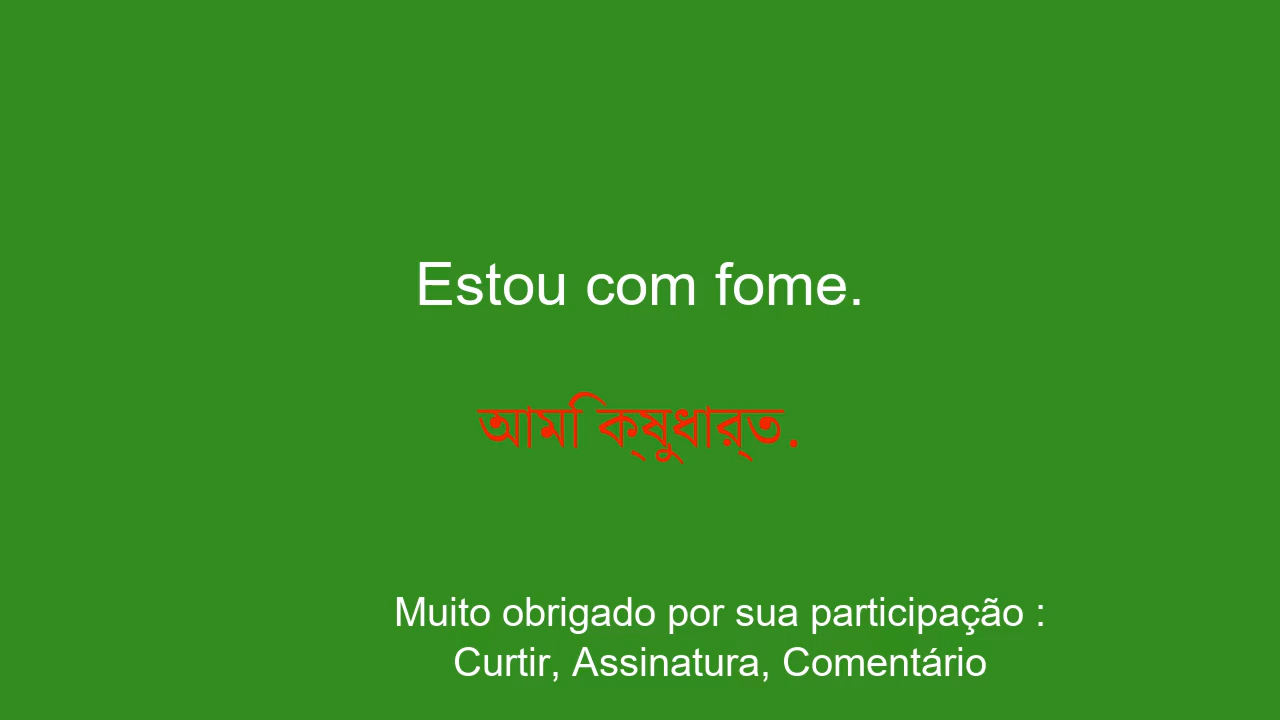 Estou com fome.
আমি ক্ষুধার্ত.
Muito obrigado por sua participação :
Curtir, Assinatura, Comentário